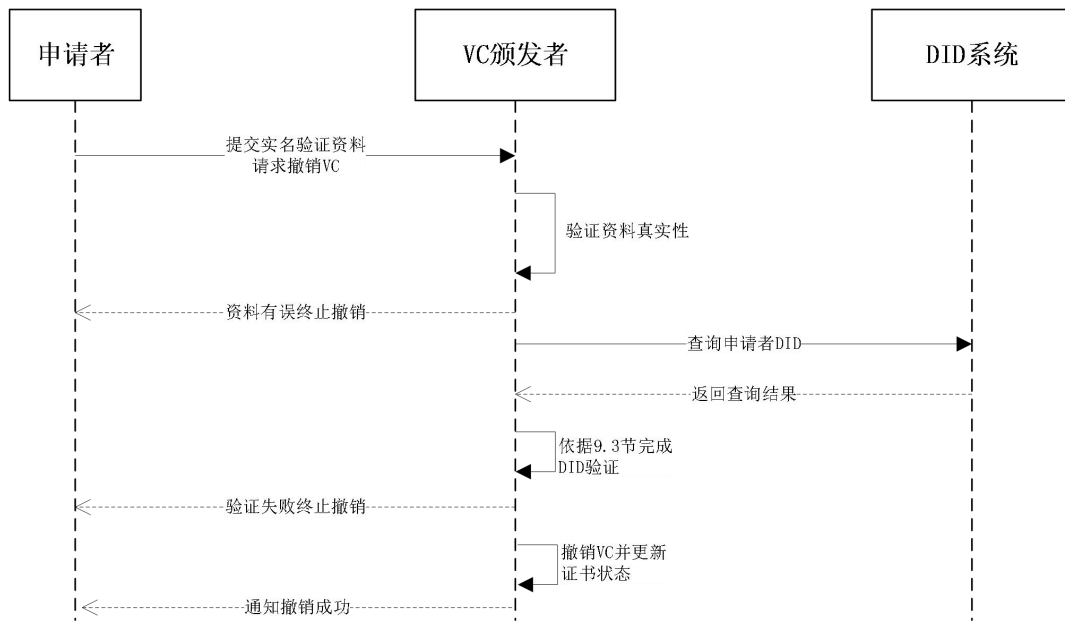 申请者
VC颁发者
DID系统
提交实名验证资料
请求撤销VC
验证资料真实性
资料有误终止撤销
查询申请者DID
返回查询结果
依据9.3节完成
DID验证
验证失败终止撤销
撤销VC并更新
证书状态
通知撤销成功